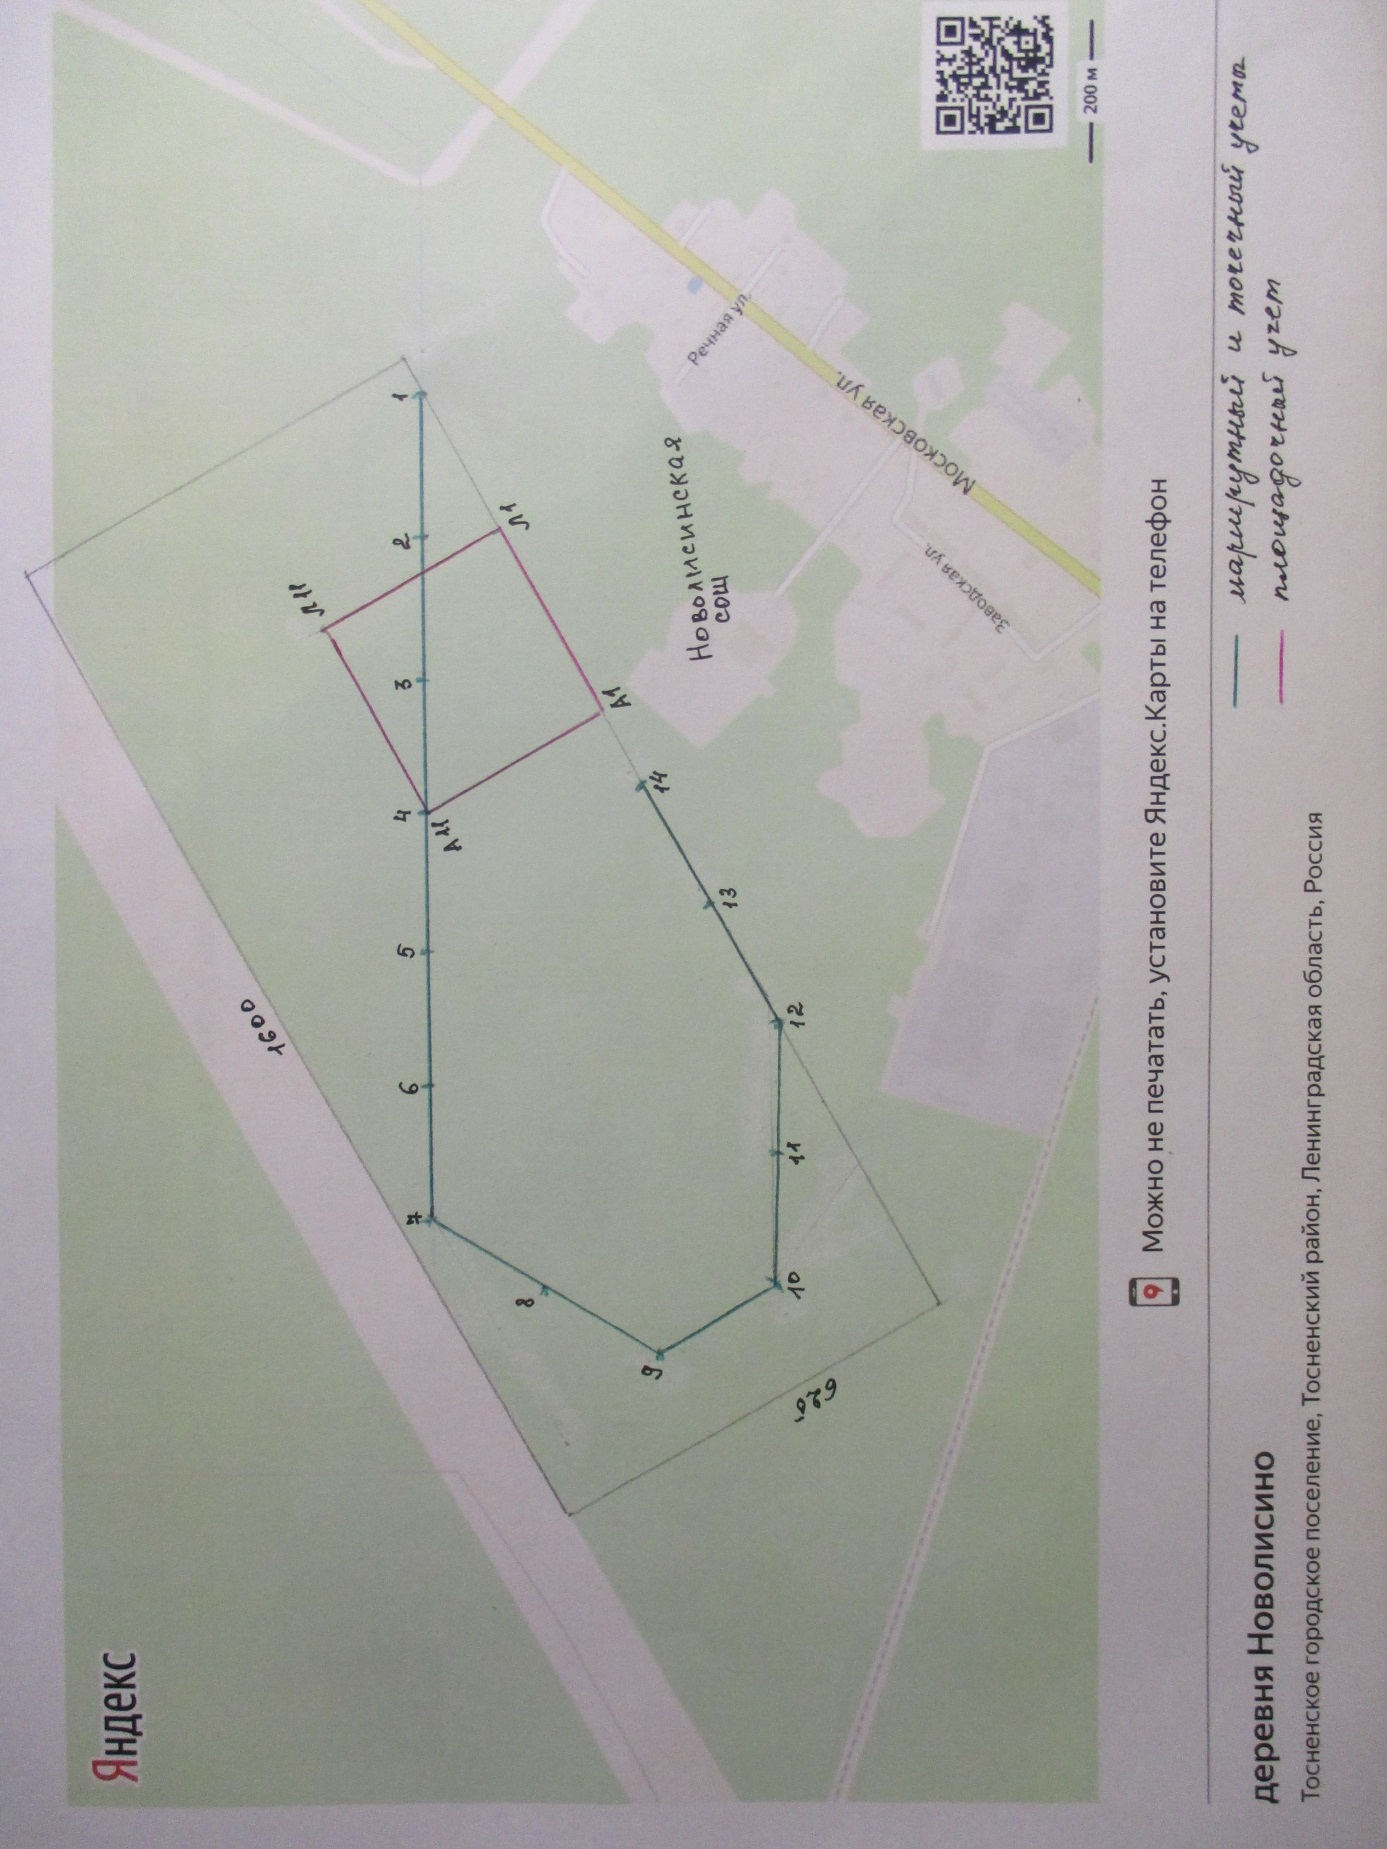 Яндекс
1600
620
1
2
3
4
5
6
7
8
9
10
11
12
13
14
Л11
Л1
А11
А1
Новолисинская
сош
Речная ул.
Московская ул.
Заводская ул.
200 м
Можно не печатать, установите Яндекс.Карты на телефон
деревня Новолисино
Тосненское городское поселение, Тосненский район, Ленинградская область, Россия
маршрутный и точечный учета
площадочный учет